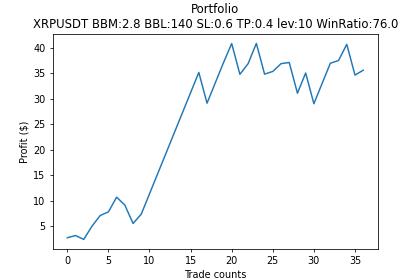 Portfolio
XRPUSDT BBM:2.8 BBL:140 SL:0.6 TP:0.4 lev:10 WinRatio:76.0
40
35
30
25
20
15
10
5
Profit ($)
0 5 10 15 20 25 30 35
Trade counts